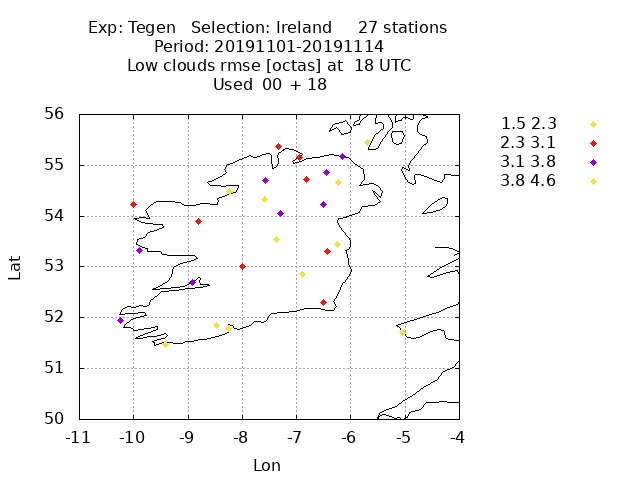 Exp: Tegen   Selection: Ireland     27 stations
Period: 20191101-20191114
Low clouds rmse [octas] at  18 UTC
Used  00 + 18
56
55
54
53
52
51
50
-11 -10 -9 -8 -7 -6 -5 -4
Lat
Lon
1.5 2.3
2.3 3.1
3.1 3.8
3.8 4.6